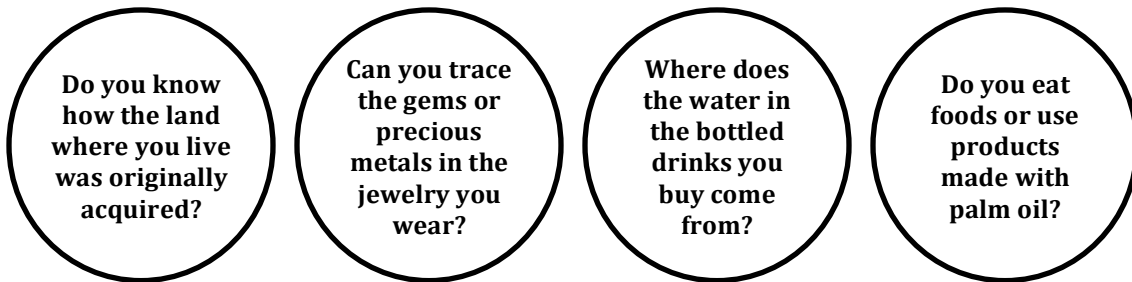 Do you know
how the land
where you live
was originally
acquired?
Can you trace
the gems or
precious
metals in the
jewelry you
wear?
Where does
the water in
the bottled
drinks you
buy come
from?
Do you eat
foods or use
products
made with
palm oil?